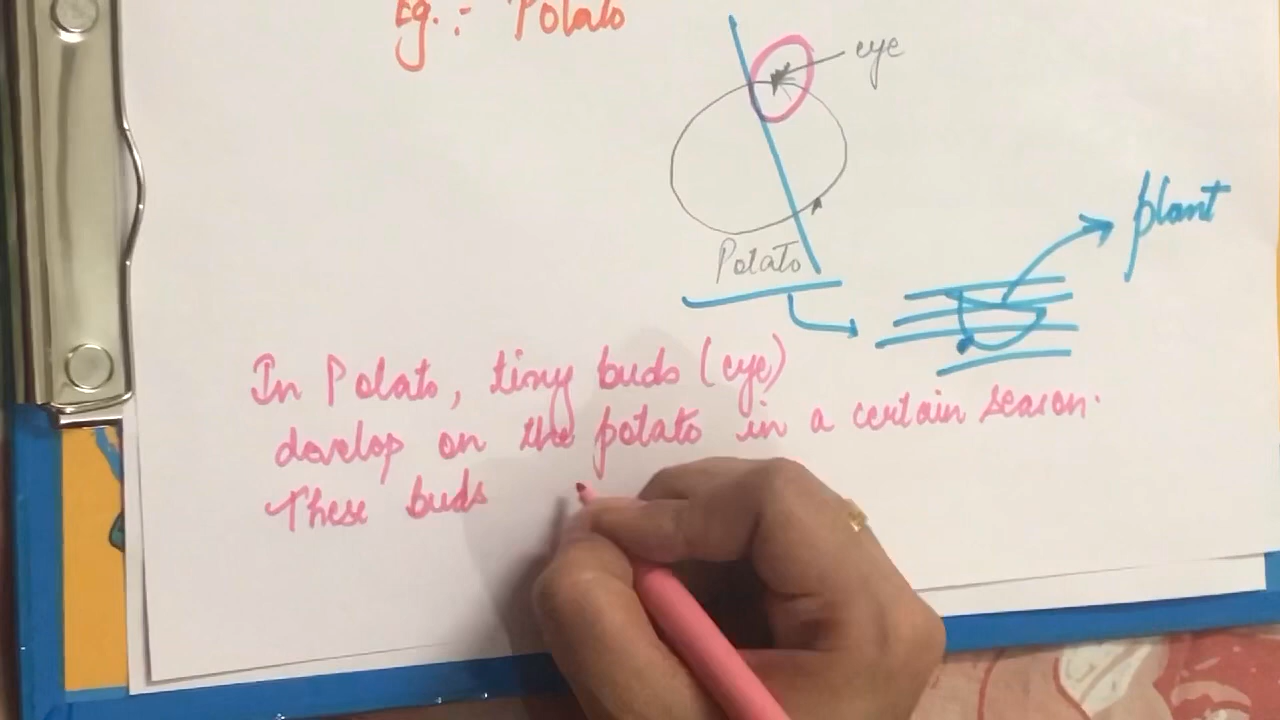 Eg. :- Potato
eye
plant
Potato
In Potato, tiny buds (eye)
develop on the potato in a certain season.
These buds